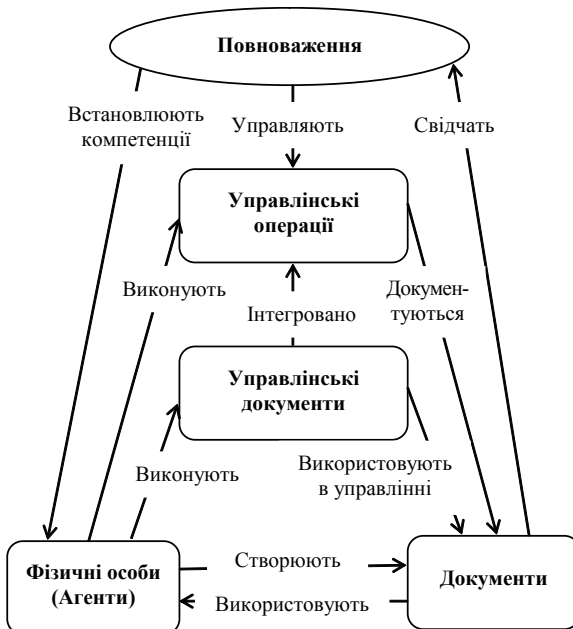 Повноваження
Встановлюють
компетенції
Управляють
Свідчать
Управлінські
операції
Виконують
Інтегровано
Докумен-
туються
Управлінські
документи
Виконують
Використовують
в управлінні
Фізичні особи
(Агенти)
Створюють
Використовують
Документи